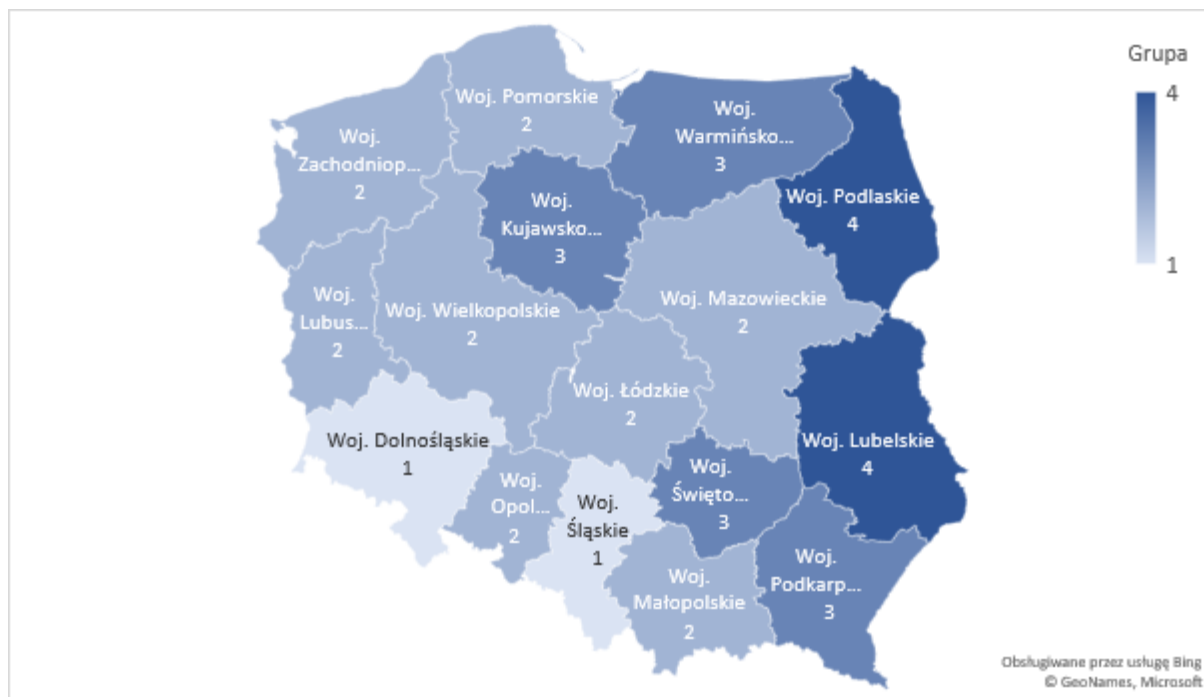 Grupa
4
1
Woj. Pomorskie
2
Woj.
Warmińsko ...
3
Woj.
Zachodniop...
2
Woj. Podlaskie
4
Woj.
Kujawsko...
3
Woj. Mazowieckie
2
Woj.
Lubus...
2
Woj. Wielkopolskie
2
Woj. Łódzkie
2
Woj. Dolnośląskie
1
Woj. Lubelskie
4
Woj.
Opol...
2
Woj.
Śląskie
1
Woj.
Święto...
3
Woj.
Małopolskie
2
Woj.
Podkarp...
3
Obsługiwane przez usługę Bing
© GeoNames, Microsoft